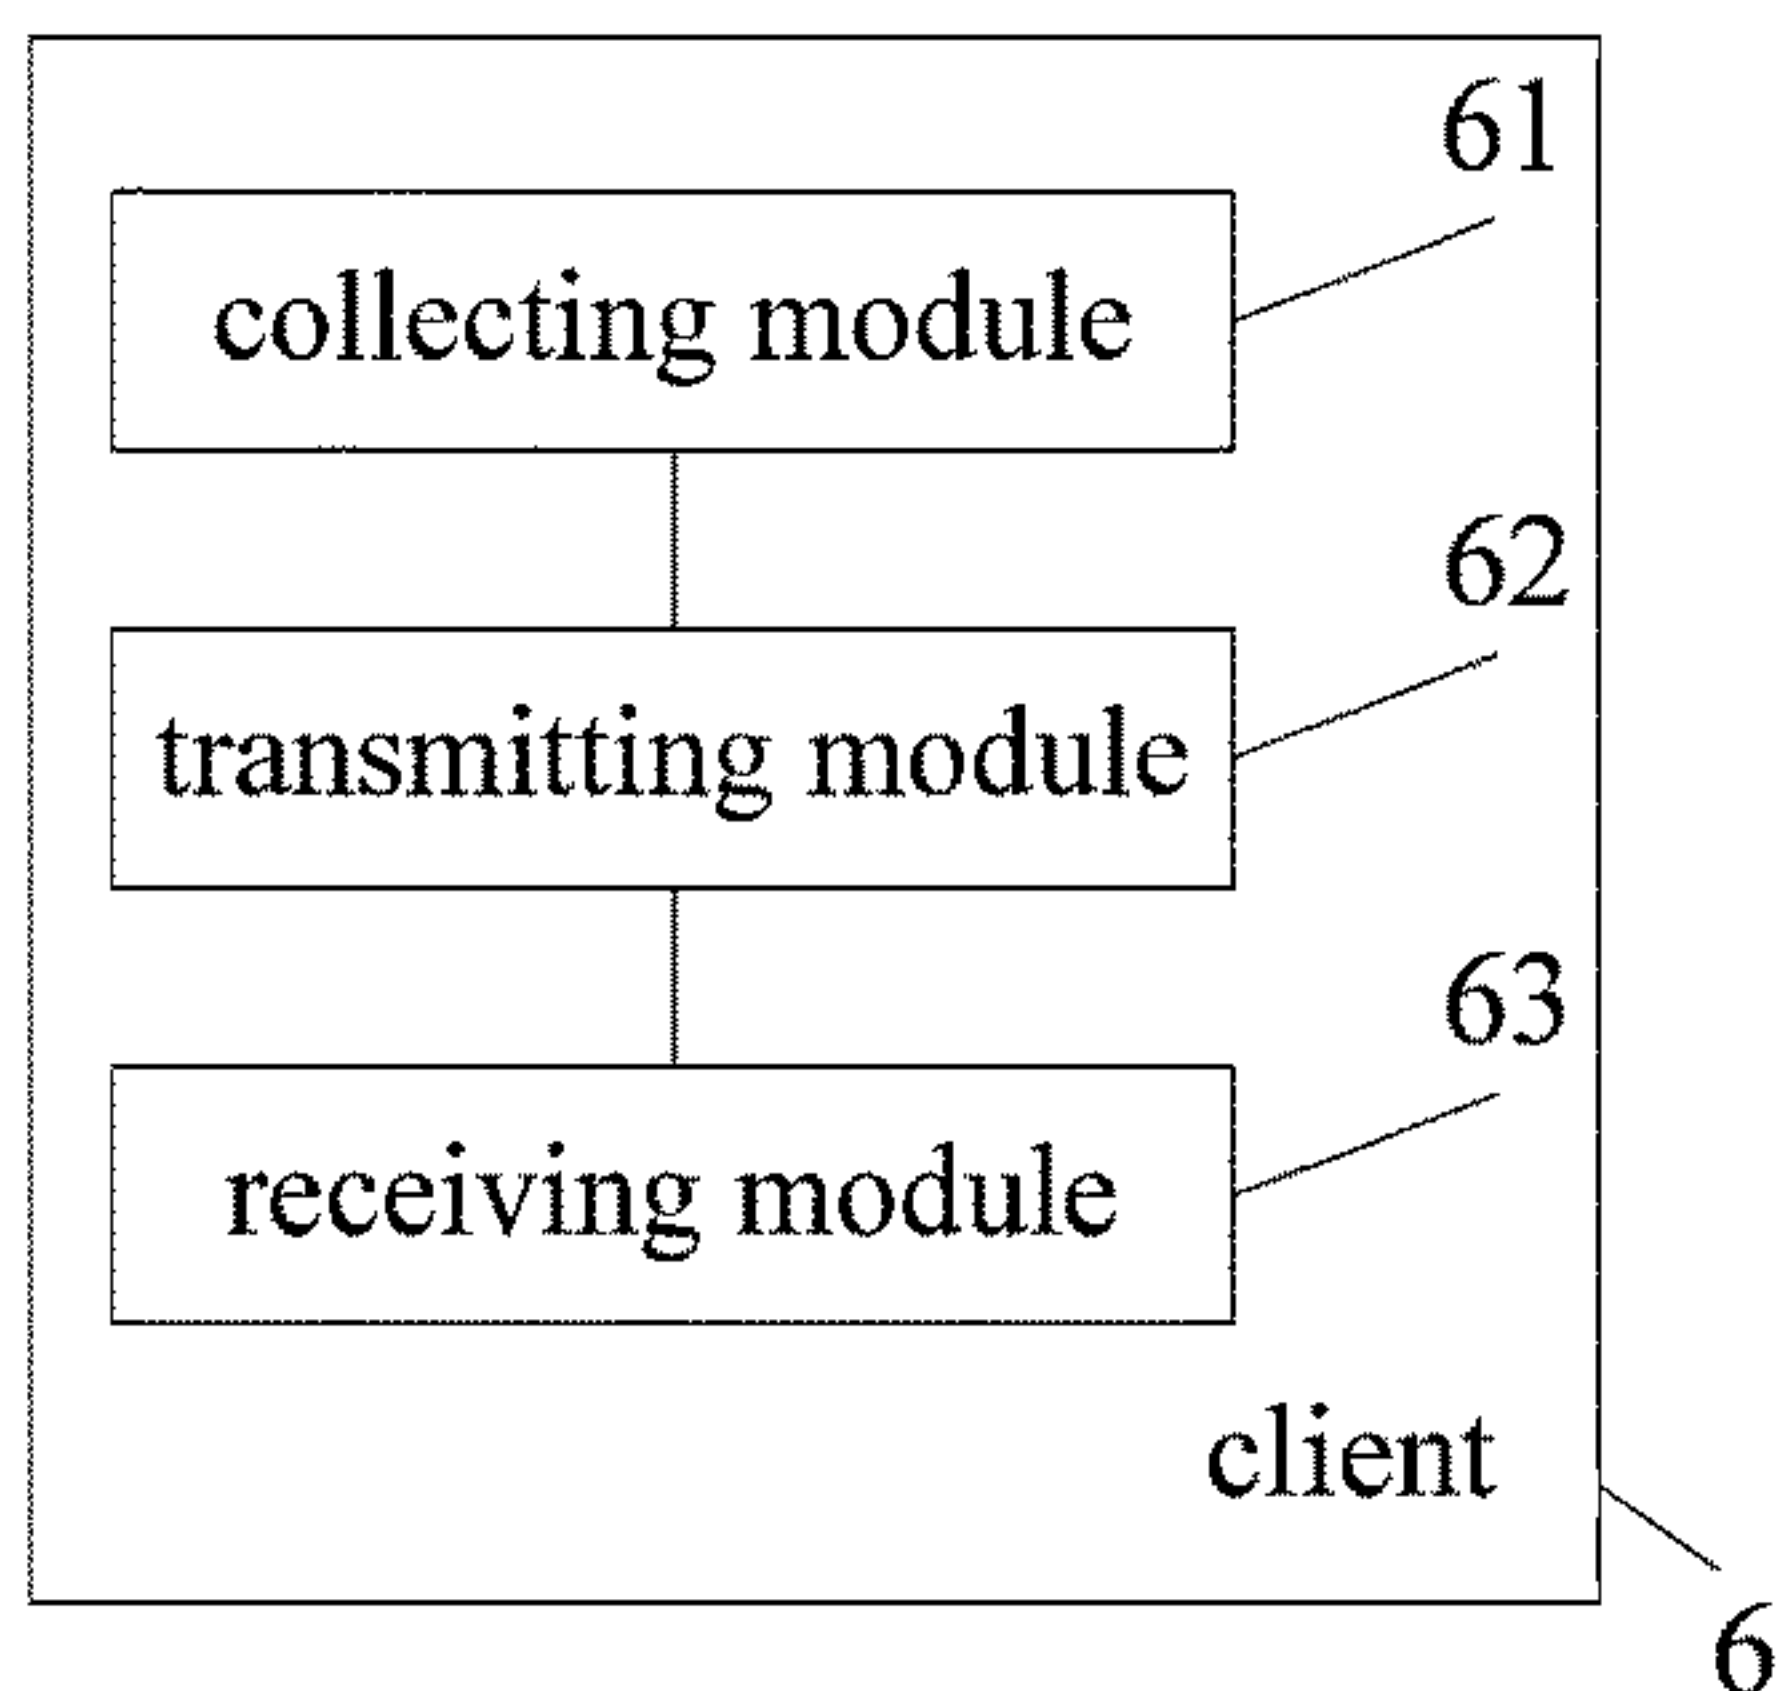 61
collecting module
62
transmitting module
63
receiving module
client
6